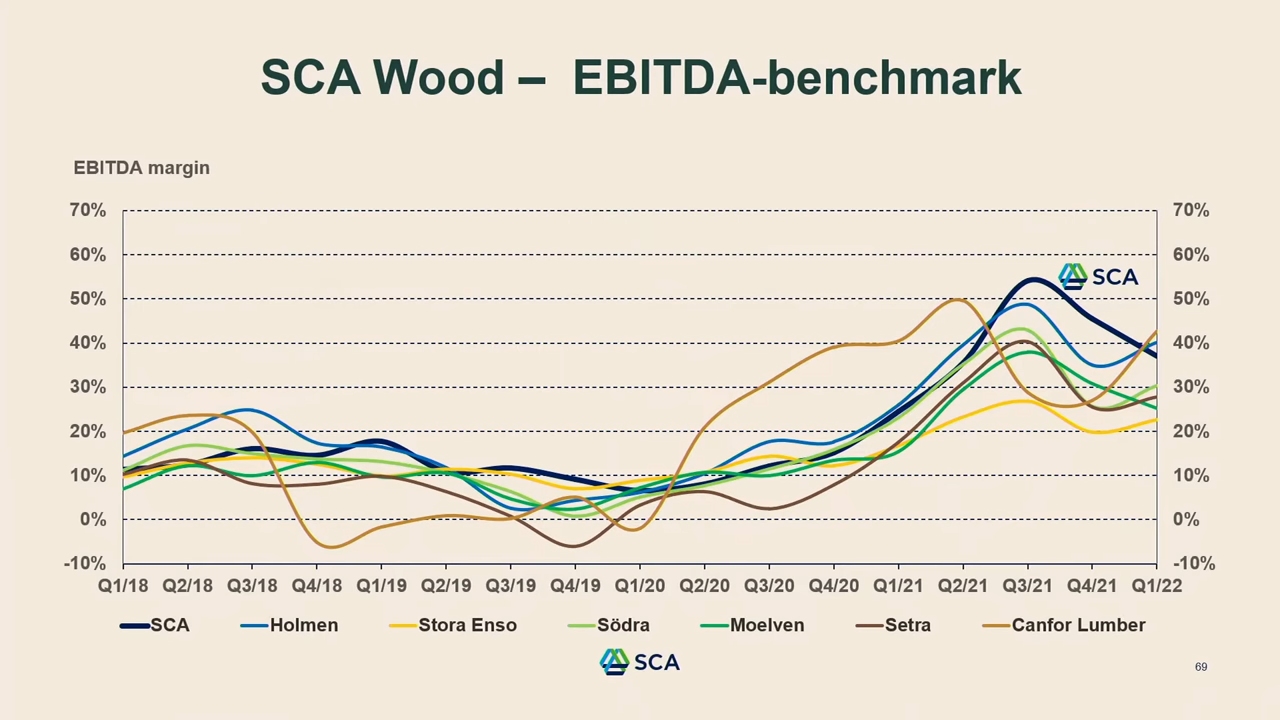 SCA Wood – EBITDA-benchmark
EBITDA margin
70% 70%
60% 60%
SCA
50% 50%
40% 40%
30% 30%
20% 20%
10% 10%
0% 0%
-10% -10%
Q1/18 Q2/18 Q3/18 Q4/18 Q1/19 Q2/19 Q3/19 Q4/19 Q1/20 Q2/20 Q3/20 Q4/20 Q1/21 Q2/21 Q3/21 Q4/21 Q1/22
SCA Holmen Stora Enso Södra Moelven Setra Canfor Lumber
SCA
69